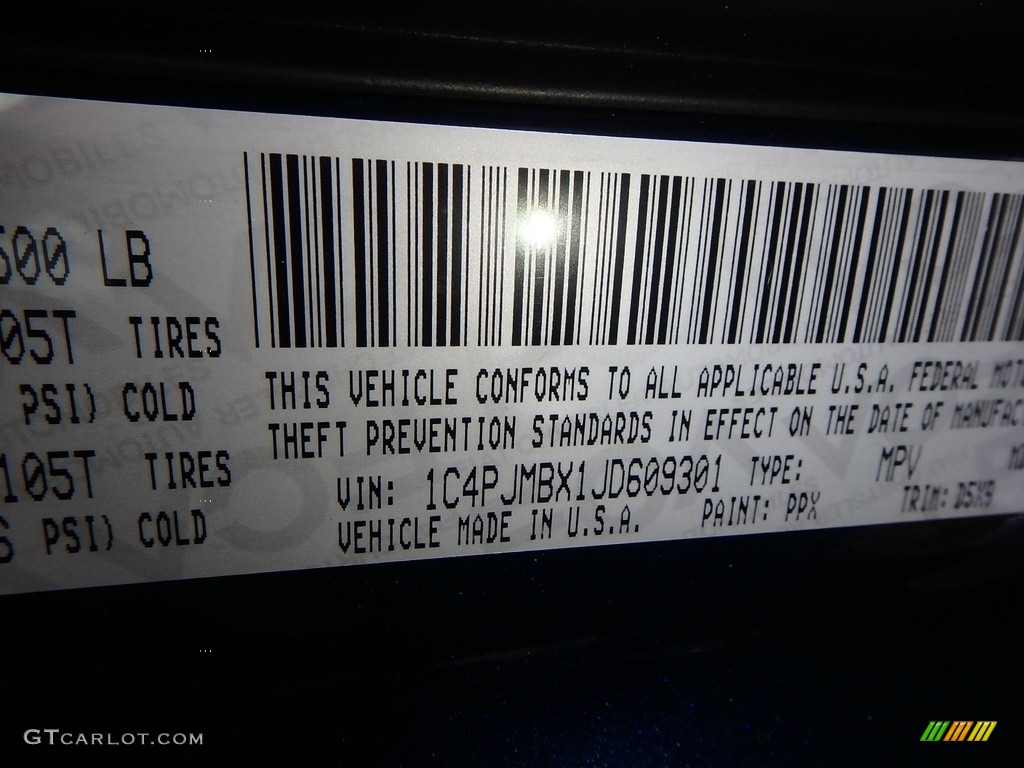 500 LB
05T TIRES
PSI) COLD
105T TIRES
PSI) COLD
THIS VEHICLE CONFORMS TO ALL APPLICABLE U.S.A. FEDERAL MOTO
THEFT PREVENTION STANDARDS IN EFFECT ON THE DATE OF MANUFAC
VIN: 1C4PJMBX1JD609301 TYPE: MPV
VEHICLE MADE IN U.S.A. PAINT: PPX TRIM: D5X9
GTCARLOT.COM